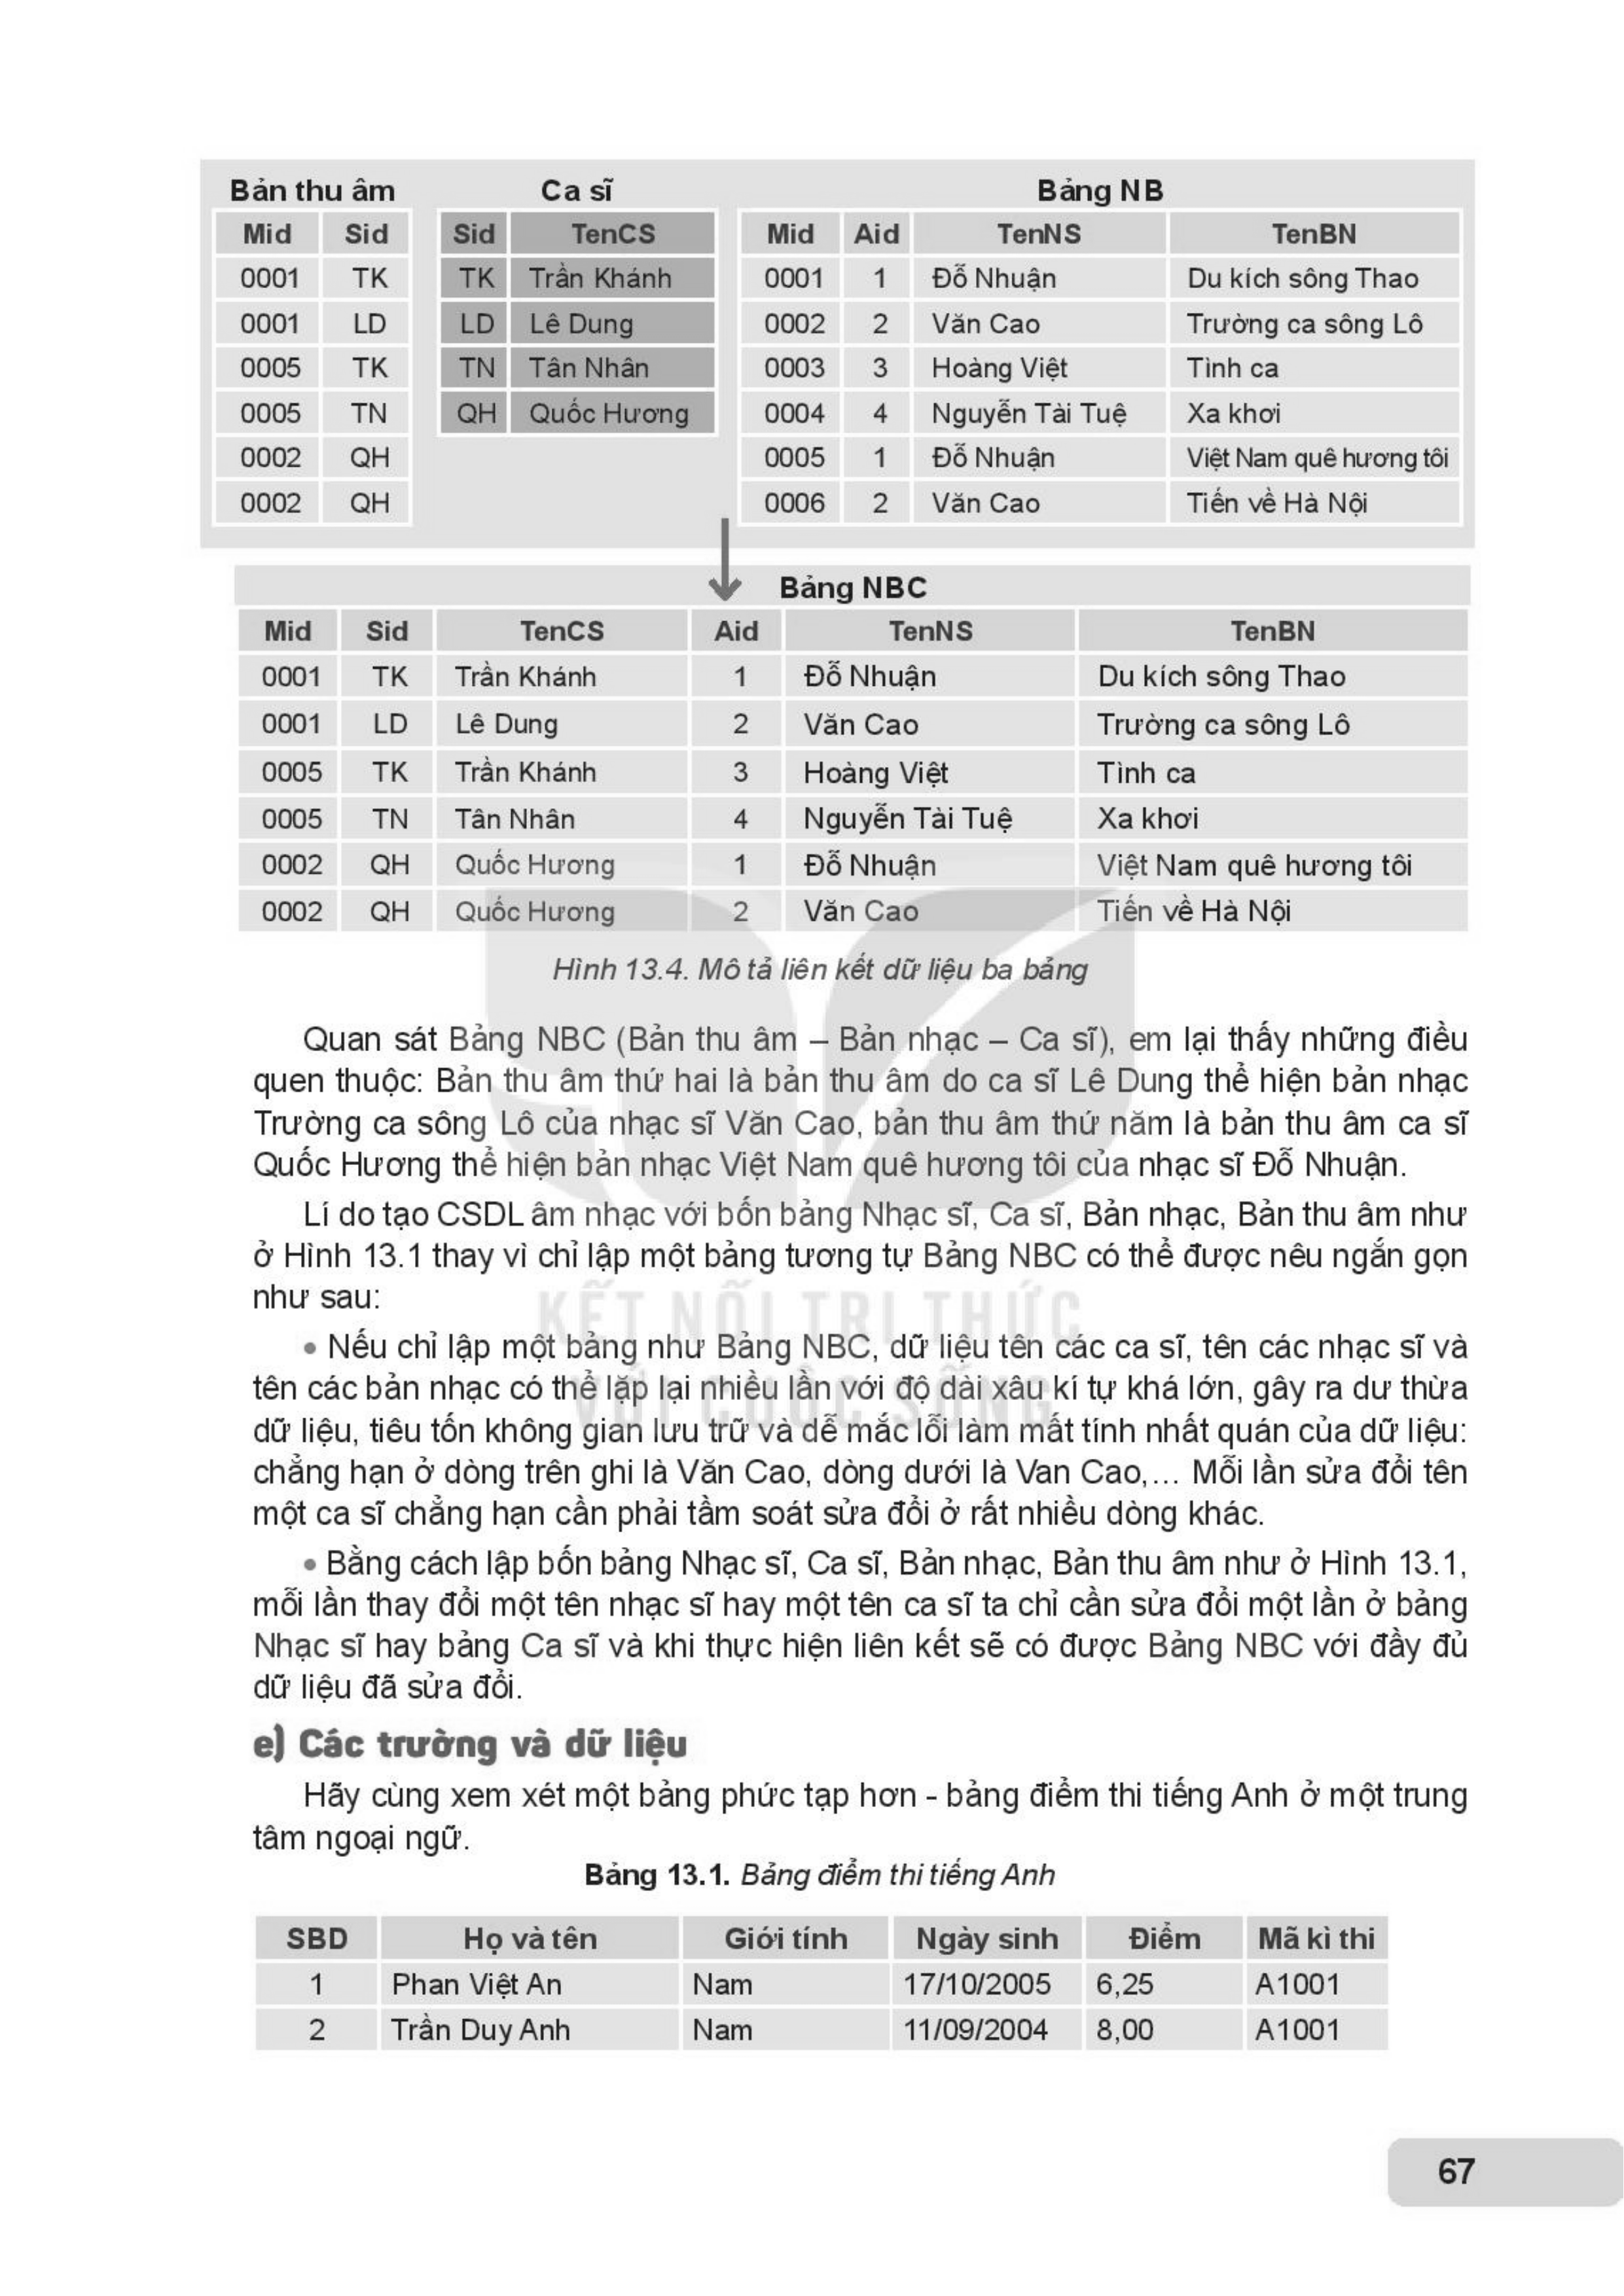 Bản thu âm Ca sĩ Bảng NB
Mid Sid Sid TenCS Mid Aid TenNS TenBN
0001 TK TK Trần Khánh 0001 1 Đỗ Nhuận Du kích sông Thao
0001 LD LD Lê Dung 0002 2 Văn Cao Trường ca sông Lô
0005 TK TN Tân Nhân 0003 3 Hoàng Việt Tình ca
0005 TN QH Quốc Hương 0004 4 Nguyễn Tài Tuệ Xa khơi
0002 QH 0005 1 Đỗ Nhuận Việt Nam quê hương tôi
0002 QH 0006 2 Văn Cao Tiến về Hà Nội
Bảng NBC
Mid Sid TenCS Aid TenNS TenBN
0001 TK Trần Khánh 1 Đỗ Nhuận Du kích sông Thao
0001 LD Lê Dung 2 Văn Cao Trường ca sông Lô
0005 TK Trần Khánh 3 Hoàng Việt Tình ca
0005 TN Tân Nhân 4 Nguyễn Tài Tuệ Xa khơi
0002 QH Quốc Hương 1 Đỗ Nhuận Việt Nam quê hương tôi
0002 QH Quốc Hương 2 Văn Cao Tiến về Hà Nội
Hình 13.4. Mô tả liên kết dữ liệu ba bảng
Quan sát Bảng NBC (Bản thu âm – Bản nhạc – Ca sĩ), em lại thấy những điều
quen thuộc: Bản thu âm thứ hai là bản thu âm do ca sĩ Lê Dung thể hiện bản nhạc
Trường ca sông Lô của nhạc sĩ Văn Cao, bản thu âm thứ năm là bản thu âm ca sĩ
Quốc Hương thể hiện bản nhạc Việt Nam quê hương tôi của nhạc sĩ Đỗ Nhuận.
Lí do tạo CSDL âm nhạc với bốn bảng Nhạc sĩ, Ca sĩ, Bản nhạc, Bản thu âm như
ở Hình 13.1 thay vì chỉ lập một bảng tương tự Bảng NBC có thể được nêu ngắn gọn
như sau:
KẾT NỐI TRI THỨC
• Nếu chỉ lập một bảng như Bảng NBC, dữ liệu tên các ca sĩ, tên các nhạc sĩ và
tên các bản nhạc có thể lặp lại nhiều lần với độ dài xâu kí tự khá lớn, gây ra dư thừa
VỚI CUỘC SỐNG
dữ liệu, tiêu tốn không gian lưu trữ và dễ mắc lỗi làm mất tính nhất quán của dữ liệu:
chẳng hạn ở dòng trên ghi là Văn Cao, dòng dưới là Van Cao,... Mỗi lần sửa đổi tên
một ca sĩ chẳng hạn cần phải tầm soát sửa đổi ở rất nhiều dòng khác.
• Bằng cách lập bốn bảng Nhạc sĩ, Ca sĩ, Bản nhạc, Bản thu âm như ở Hình 13.1,
mỗi lần thay đổi một tên nhạc sĩ hay một tên ca sĩ ta chỉ cần sửa đổi một lần ở bảng
Nhạc sĩ hay bảng Ca sĩ và khi thực hiện liên kết sẽ có được Bảng NBC với đầy đủ
dữ liệu đã sửa đổi.
e) Các trường và dữ liệu
Hãy cùng xem xét một bảng phức tạp hơn - bảng điểm thi tiếng Anh ở một trung
tâm ngoại ngữ.
Bảng 13.1. Bảng điểm thi tiếng Anh
SBD Họ và tên Giới tính Ngày sinh Điểm Mã kì thi
1 Phan Việt An Nam 17/10/2005 6,25 A1001
2 Trần Duy Anh Nam 11/09/2004 8,00 A1001
67